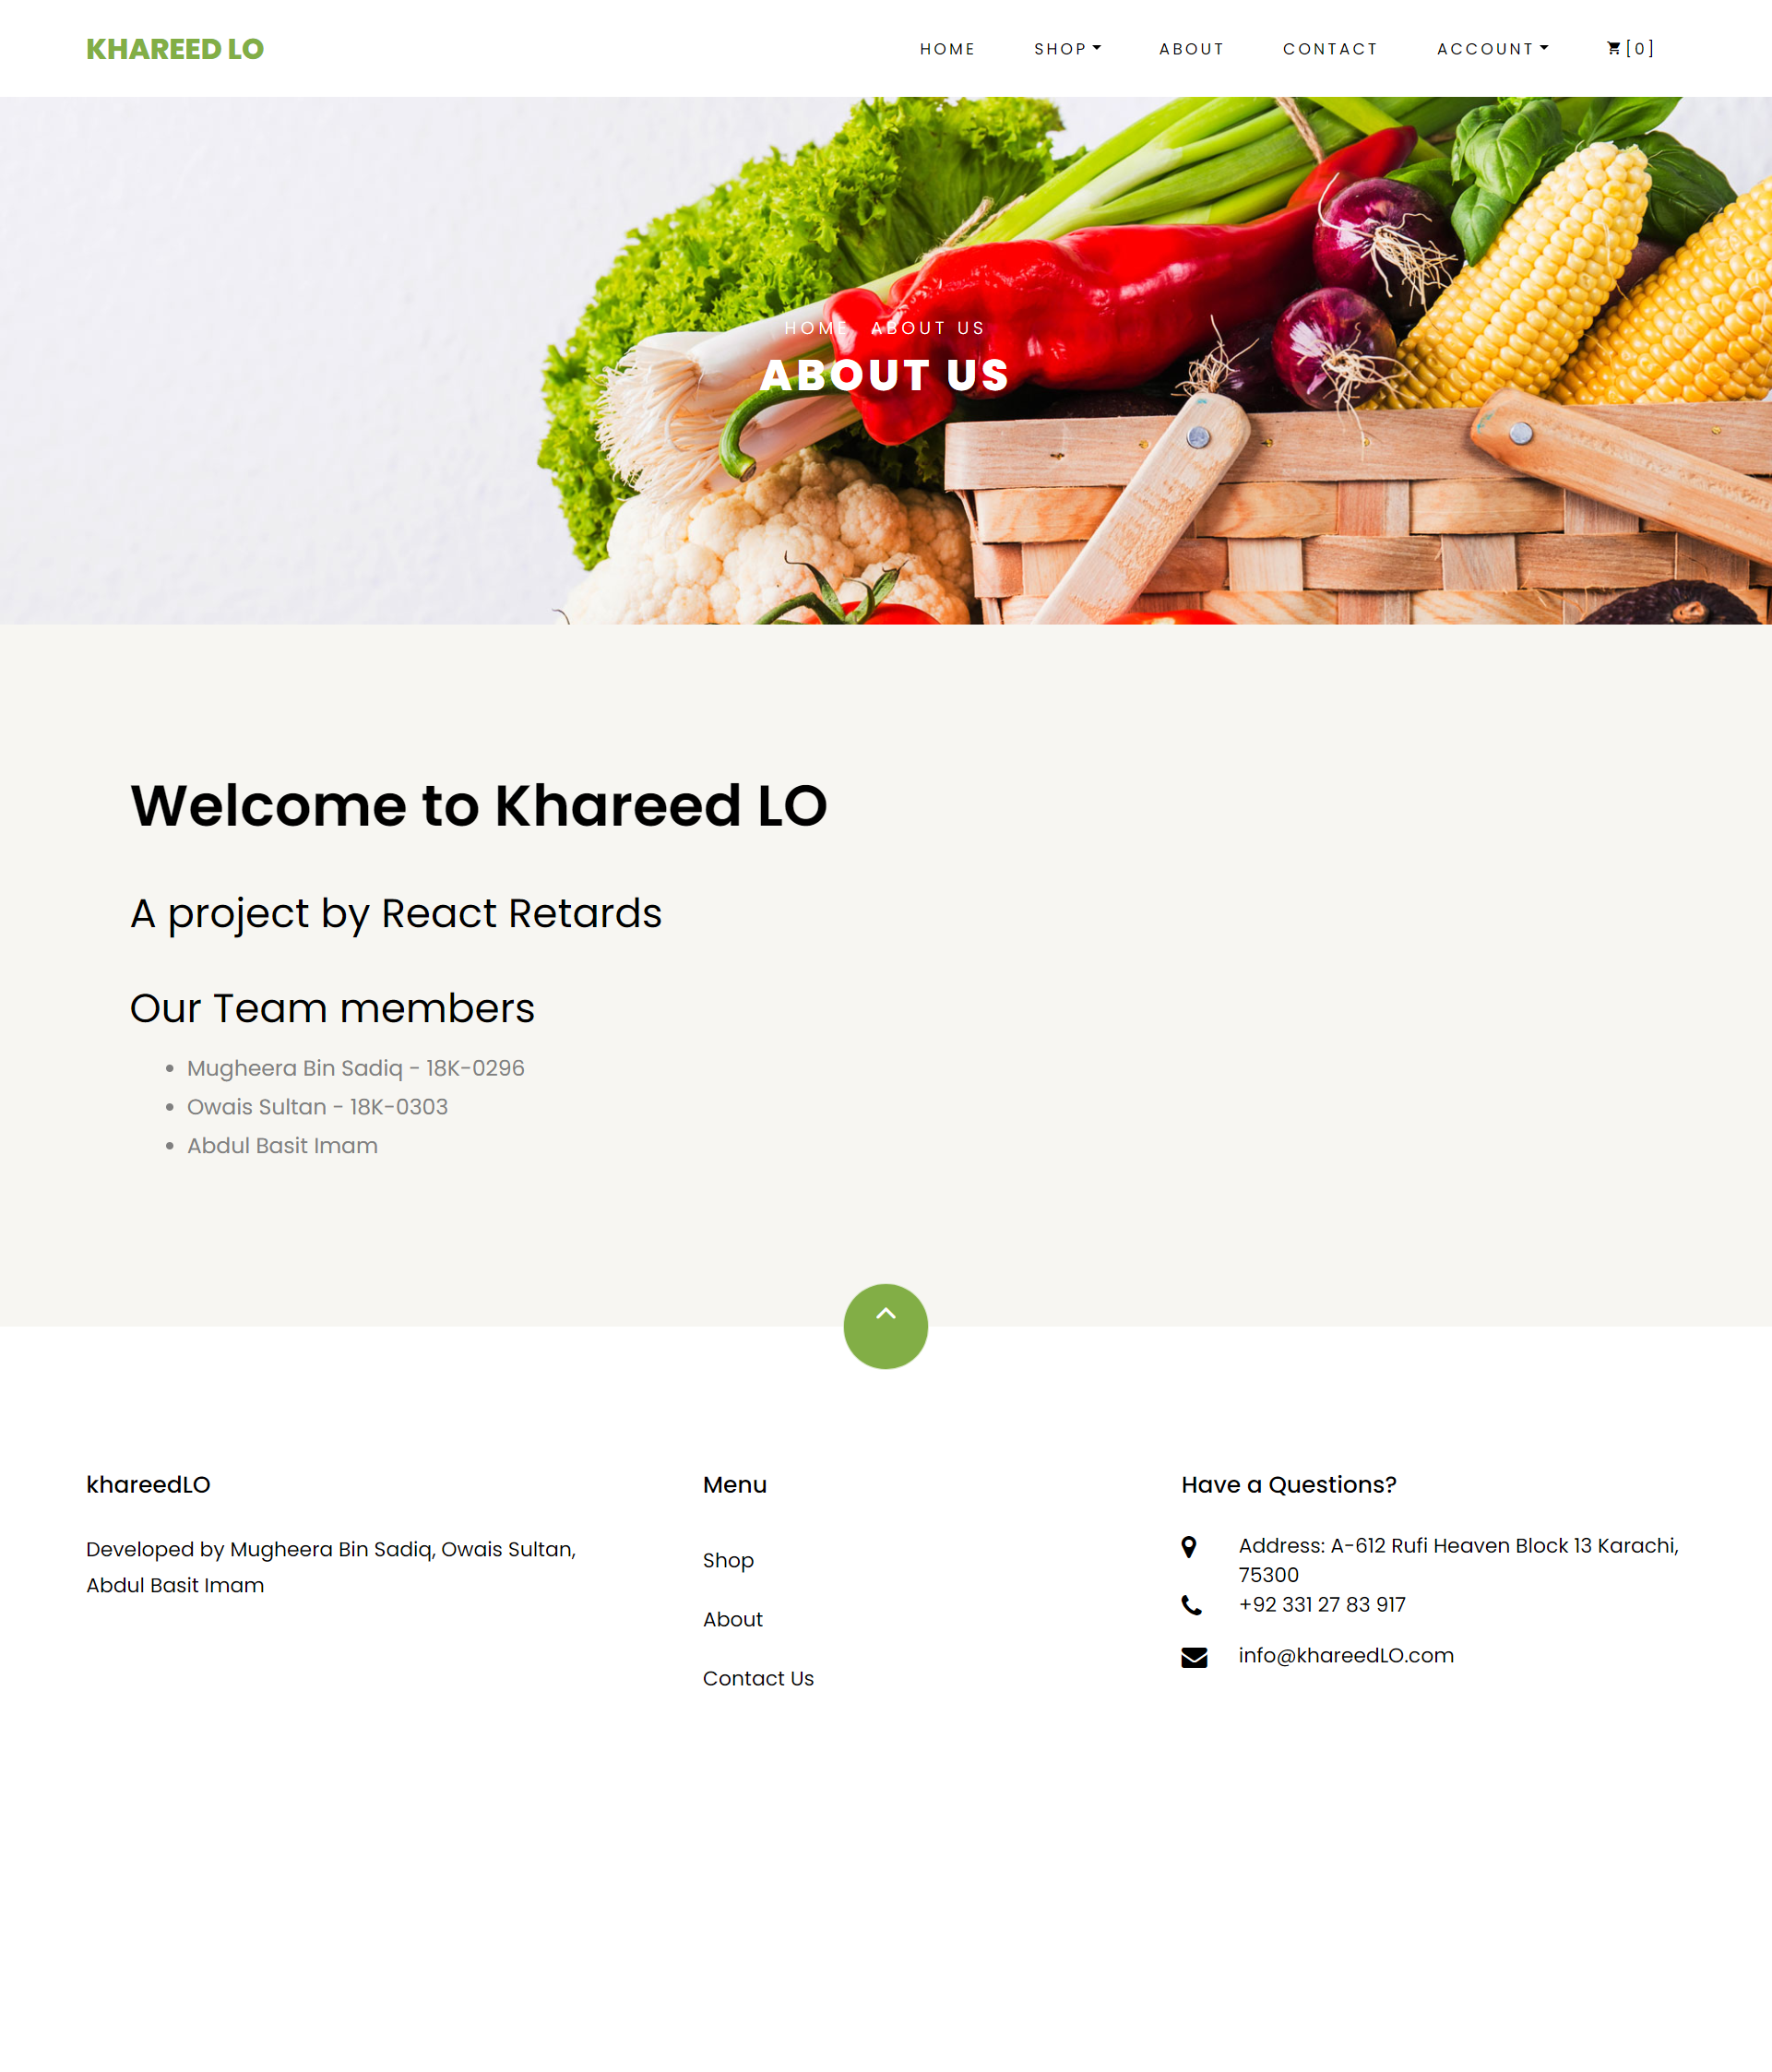 KHAREED LO
HOME SHOP ABOUT CONTACT ACCOUNT [0]
HOME ABOUT US
ABOUT US
Welcome to Khareed LO
A project by React Retards
Our Team members
Mugheera Bin Sadiq - 18K-0296
Owais Sultan - 18K-0303
Abdul Basit Imam
khareedLO
Developed by Mugheera Bin Sadiq, Owais Sultan,
Abdul Basit Imam
Menu
Shop
About
Contact Us
Have a Questions?
Address: A-612 Rufi Heaven Block 13 Karachi,
75300
+92 331 27 83 917
info@khareedLO.com